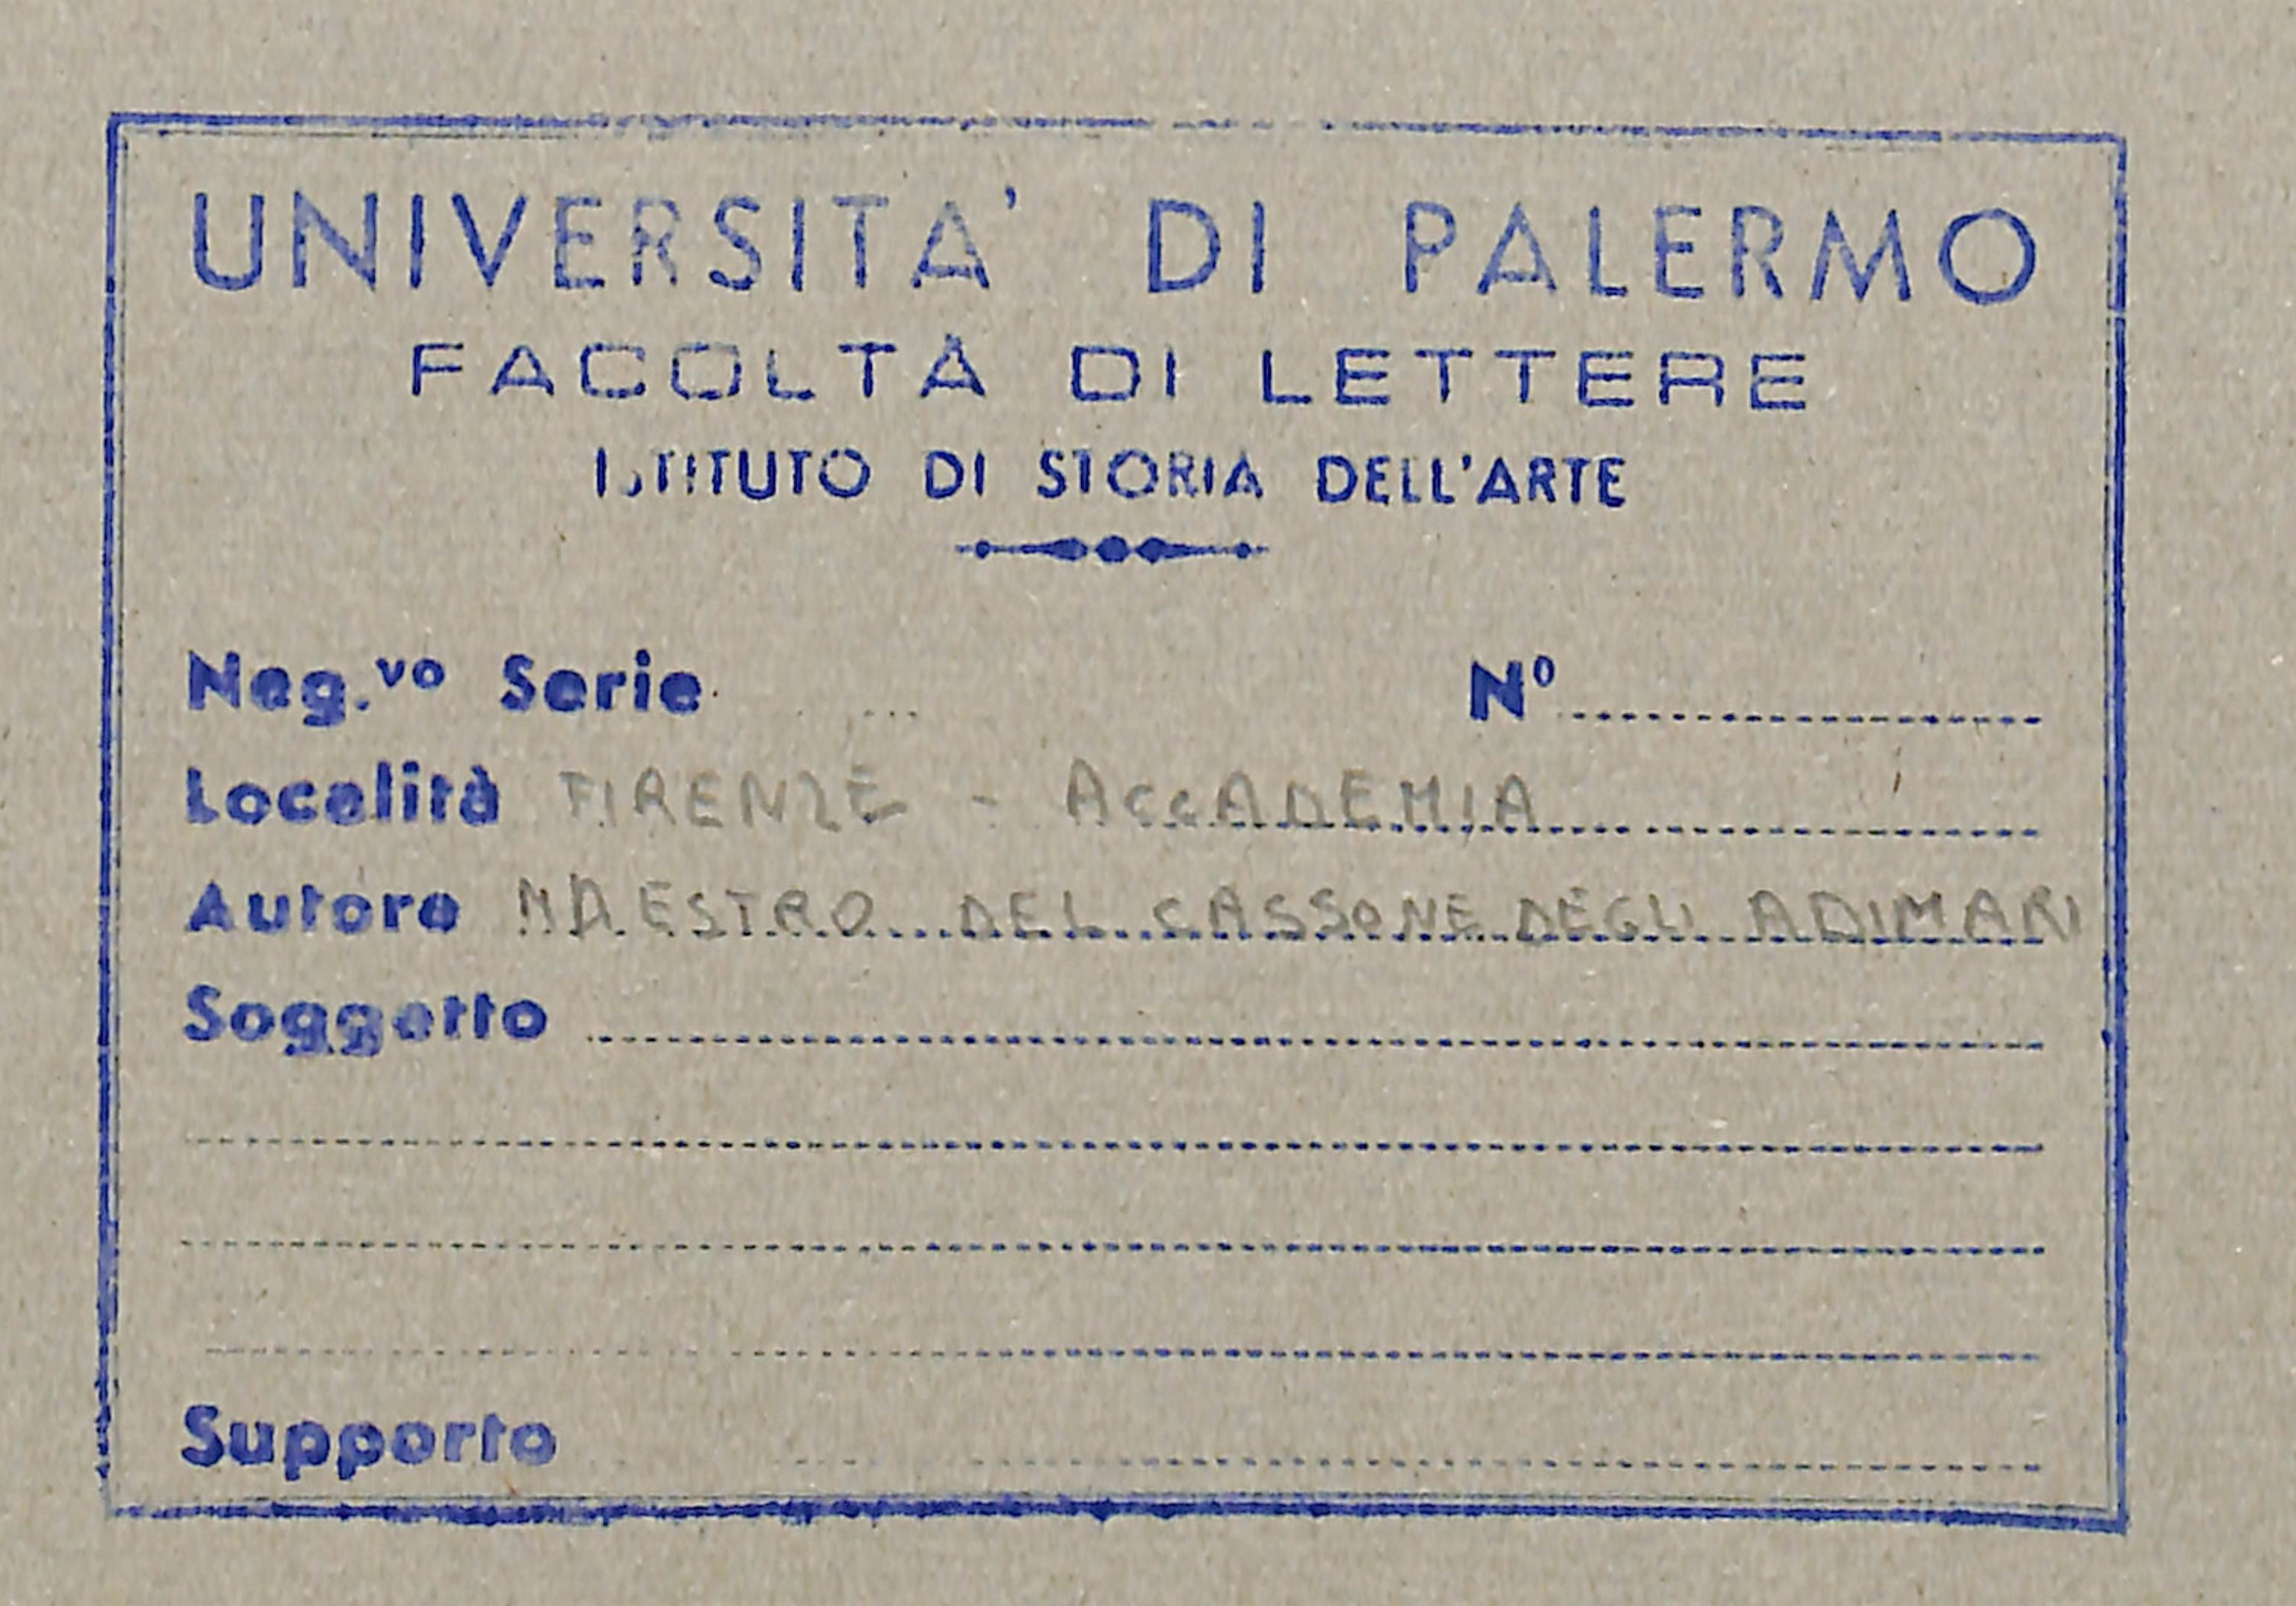 UNIVERSITA' DI PALERMO
FACOLTÀ DI LETTERE
ISTITUTO DI STORIA DELL'ARTE
Neg.vo Serie N°
Località FIRENZE - ACCADEMIA
Autore MAESTRO DEL CASSONE DEGLI ADIMARI
Soggetto
Supporto